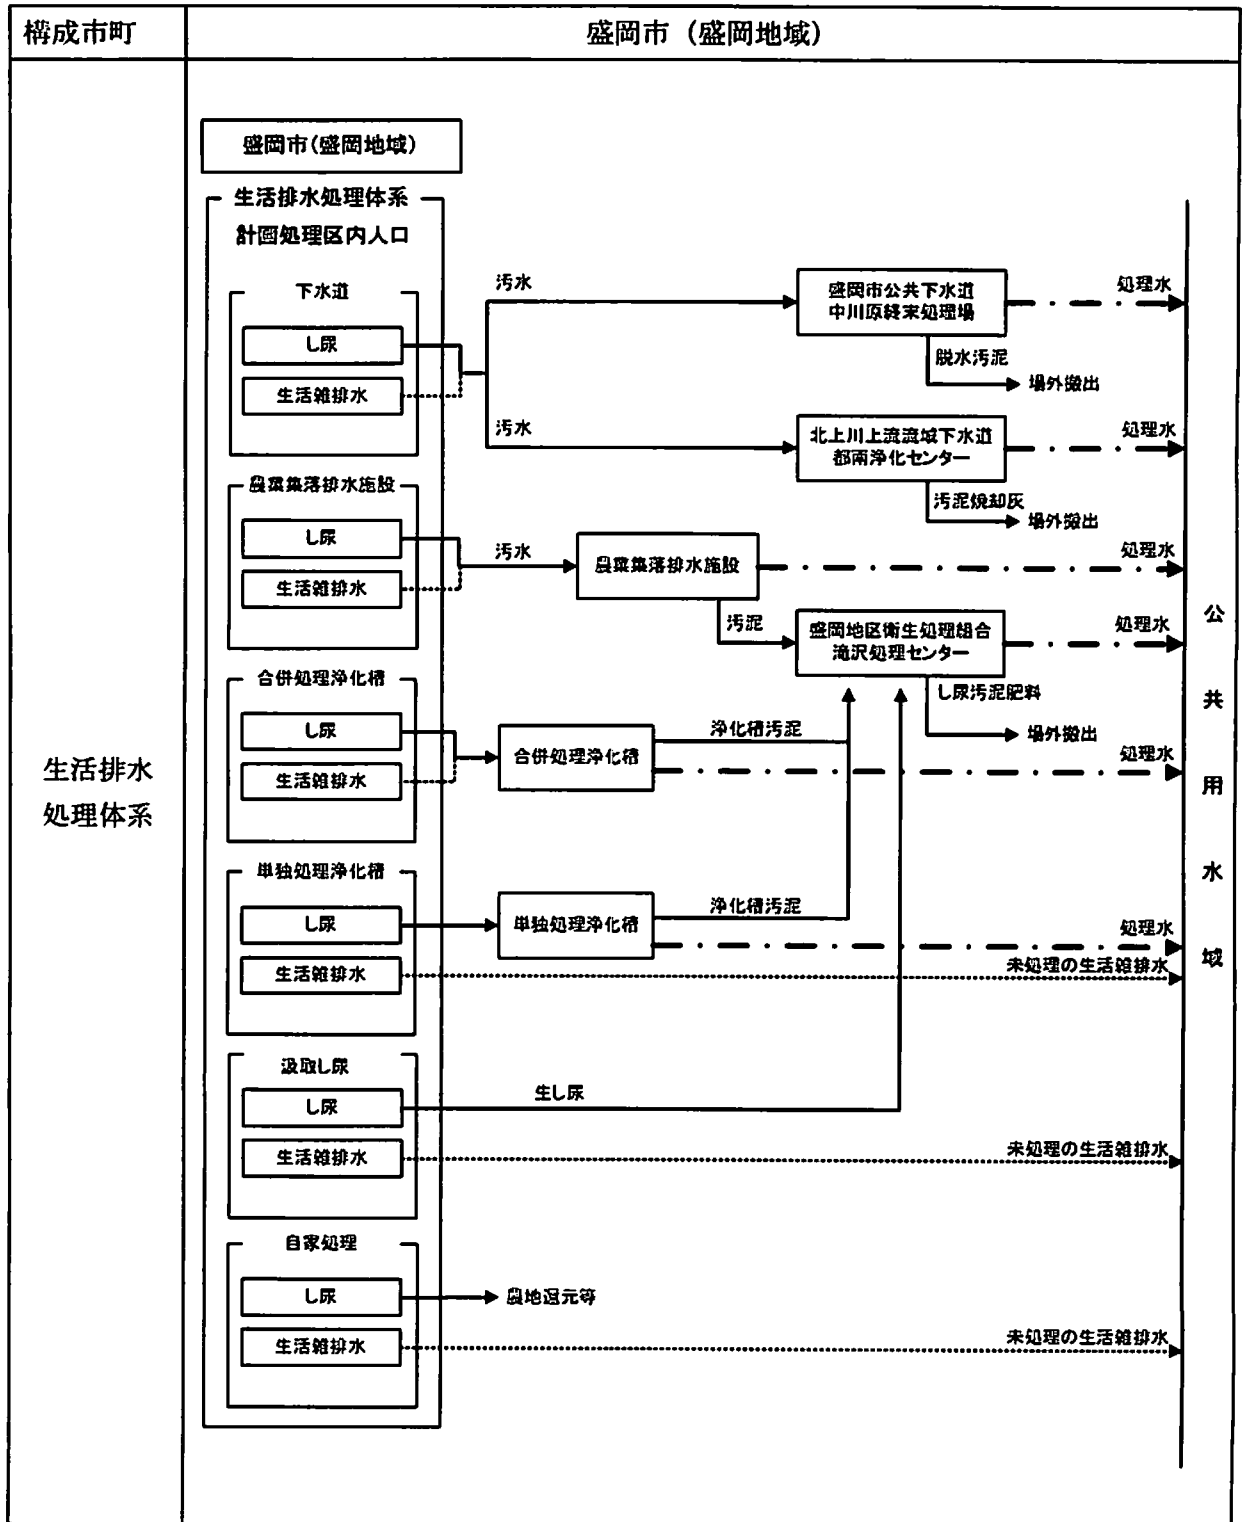 構成市町
盛岡市（盛岡地域）
生活排水
処理体系
盛岡市(盛岡地域)
生活排水処理体系
計画処理区内人口
下水道
し尿
生活雑排水
汚水
汚水
盛岡市公共下水道
中川原終末処理場
処理水
脱水汚泥
場外搬出
北上川上流流域下水道
都南浄化センター
処理水
汚泥焼却灰
場外搬出
農業集落排水施設
し尿
生活雑排水
汚水
農業集落排水施設
処理水
汚泥
盛岡地区衛生処理組合
滝沢処理センター
処理水
し尿汚泥肥料
場外搬出
合併処理浄化槽
し尿
生活雑排水
合併処理浄化槽
浄化槽汚泥
処理水
単独処理浄化槽
し尿
生活雑排水
単独処理浄化槽
浄化槽汚泥
処理水
未処理の生活雑排水
汲取し尿
し尿
生活雑排水
生し尿
未処理の生活雑排水
自家処理
し尿
生活雑排水
農地還元等
未処理の生活雑排水
公共用水域